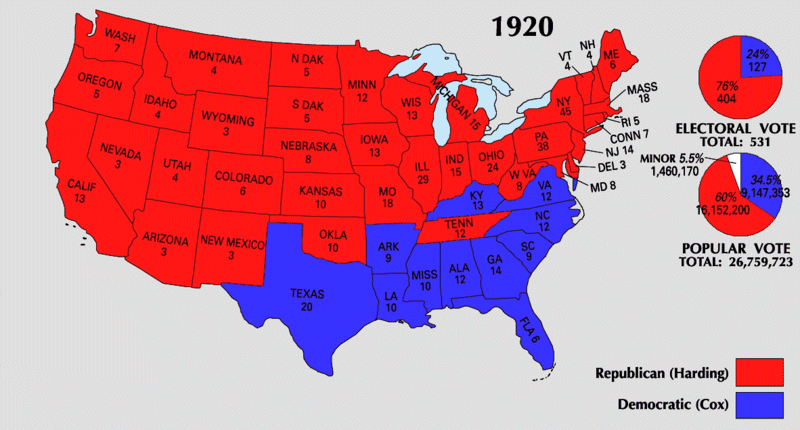 1920
WASH
7
OREGON
5
CALIF
13
NEVADA
3
IDAHO
4
MONTANA
4
WYOMING
3
UTAH
4
COLORADO
6
ARIZONA
3
NEW MEXICO
3
N DAK
5
S DAK
5
NEBRASKA
8
KANSAS
10
OKLA
10
TEXAS
20
MINN
12
IOWA
13
MO
18
ARK
9
LA
10
WIS
13
ILL
29
MICHIGAN 15
IND
15
OHIO
24
KY
13
TENN
12
MISS
10
ALA
12
GA
14
FLA 6
SC
9
NC
12
VA
12
W VA
8
PA
38
NY
45
VT
4
NH
4
ME
6
MASS
18
RI 5
CONN 7
NJ 14
DEL 3
MD 8
24%
127
76%
404
ELECTORAL VOTE
TOTAL: 531
MINOR 5.5%
1,460,170
34.5%
9,147,353
60%
16,152,200
POPULAR VOTE
TOTAL: 26,759,723
Republican (Harding)
Democratic (Cox)